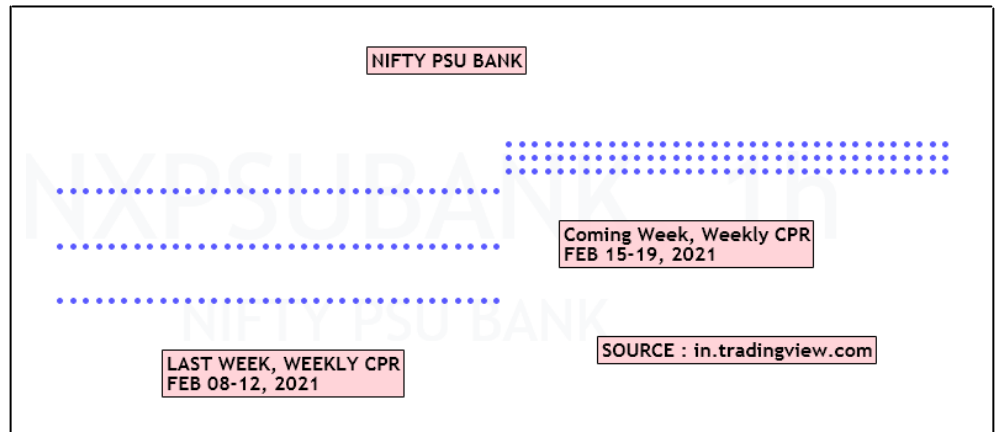 NIFTY PSU BANK
NXPSUBANK 1h
Coming Week, Weekly CPR
FEB 15-19, 2021
NIFTY PSU BANK
SOURCE : in.tradingview.com
LAST WEEK, WEEKLY CPR
FEB 08-12, 2021